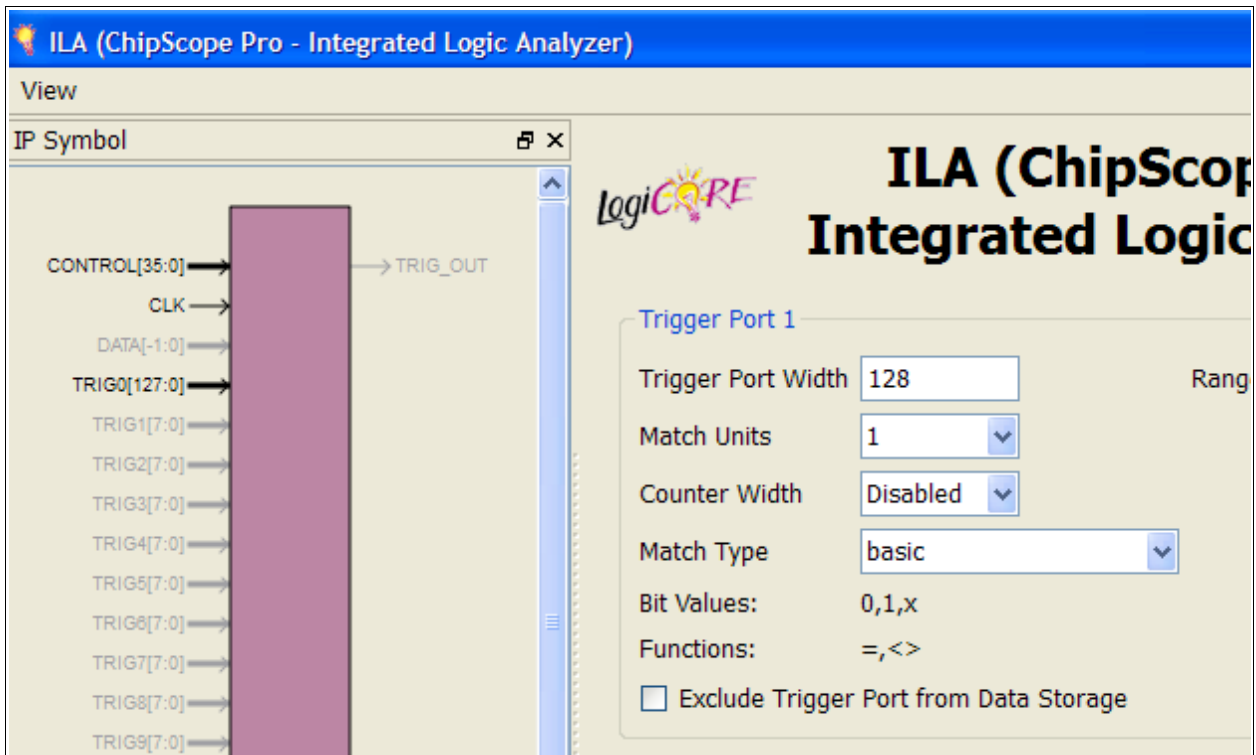 ILA (ChipScope Pro - Integrated Logic Analyzer)
View
IP Symbol
CONTROL[35:0]
TRIG_OUT
CLK
DATA[-1:0]
TRIG0[127:0]
TRIG1[7:0]
TRIG2[7:0]
TRIG3[7:0]
TRIG4[7:0]
TRIG5[7:0]
TRIG6[7:0]
TRIG7[7:0]
TRIG8[7:0]
TRIG9[7:0]
LogiCORE
ILA (ChipScop
Integrated Logic
Trigger Port 1
Trigger Port Width 128 Rang
Match Units 1
Counter Width Disabled
Match Type basic
Bit Values: 0,1,x
Functions: =,<>
Exclude Trigger Port from Data Storage